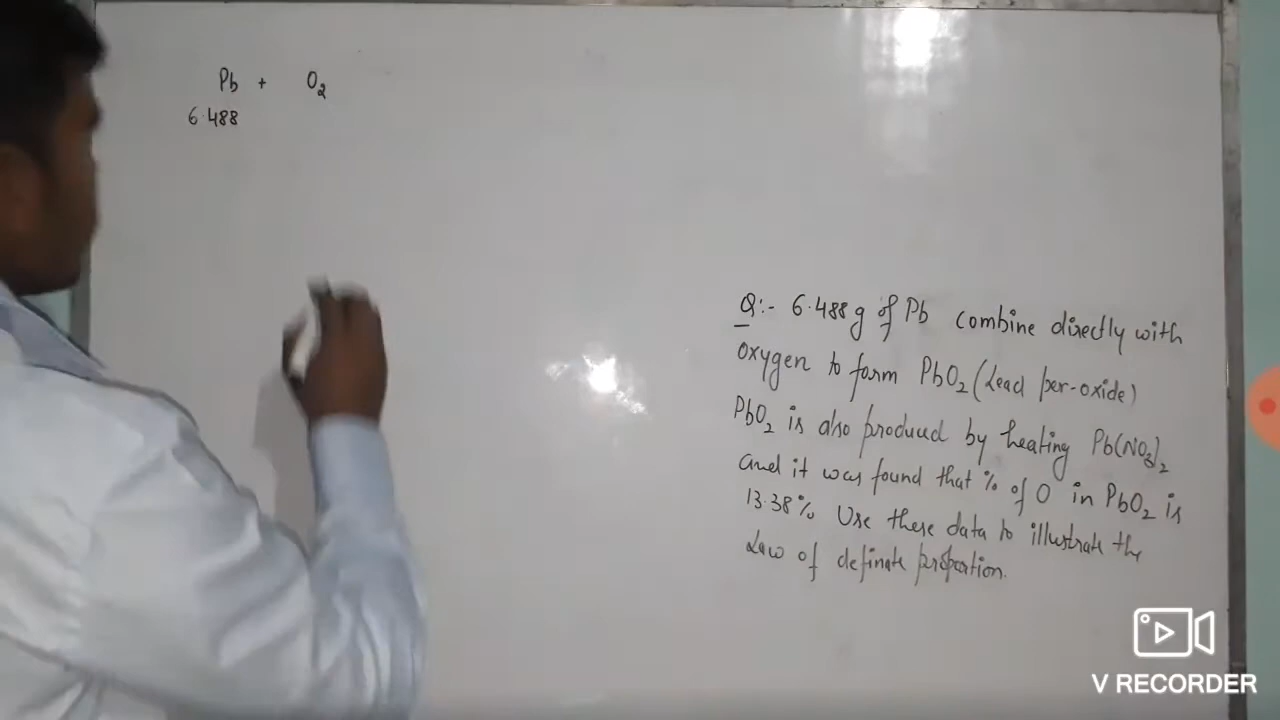 Pb + O2
6.488
Q:- 6.488g of Pb combine directly with
oxygen to form PbO2 (Lead per-oxide)
PbO2 is also produced by heating Pb(NO3)2
and it was found that % of O in PbO2 is
13.38% Use these data to illustrate the
Law of definate proportion.
V RECORDER